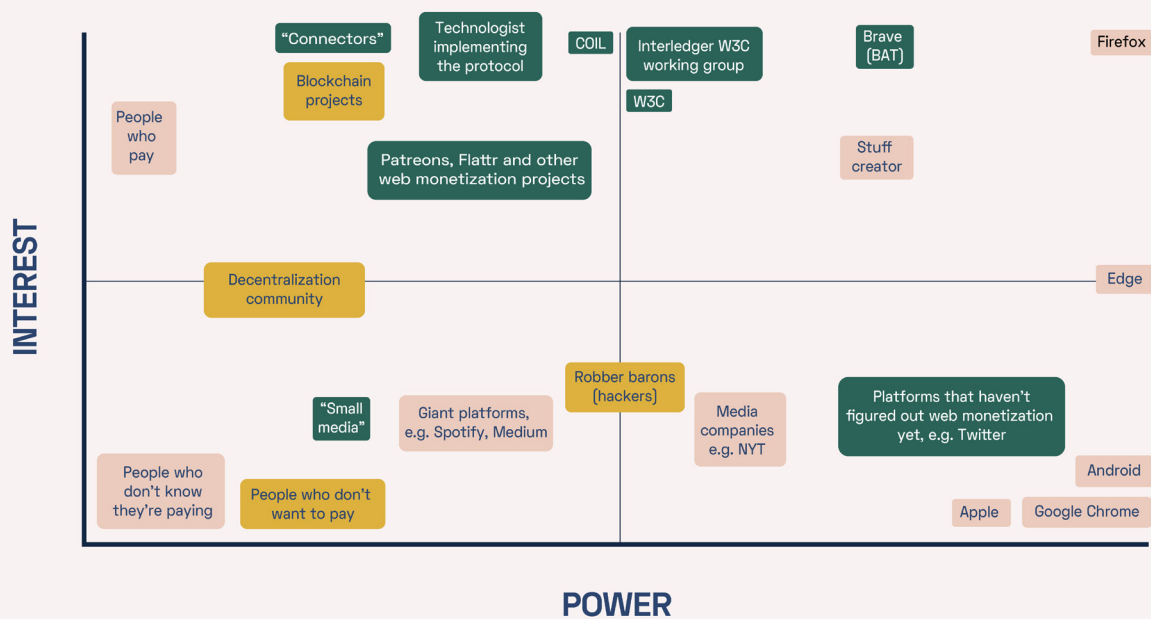 “Connectors”
Technologist
implementing
the protocol
COIL
Interledger W3C
working group
Brave
(BAT)
Firefox
Blockchain
projects
W3C
People
who
pay
Patreons, Flattr and other
web monetization projects
Stuff
creator
INTEREST
Decentralization
community
Edge
Robber barons
(hackers)
“Small
media”
Giant platforms,
e.g. Spotify, Medium
Media
companies
e.g. NYT
Platforms that haven’t
figured out web monetization
yet, e.g. Twitter
People who
don’t know
they’re paying
People who don’t
want to pay
Android
Apple
Google Chrome
POWER